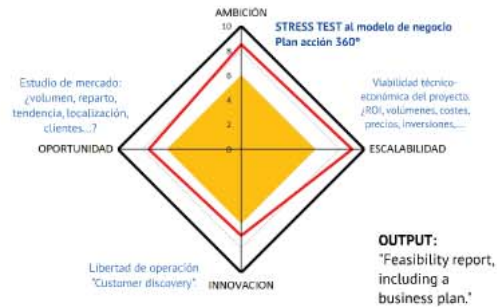 AMBICIÓN
STRESS TEST al modelo de negocio
Plan acción 360°
10
8
6
4
2
0
Estudio de mercado:
¿volumen, reparto,
tendencia, localización,
clientes...?
Viabilidad técnico-
económica del proyecto.
¿ROI, volúmenes, costes,
precios, inversiones,...
OPORTUNIDAD
ESCALABILIDAD
Libertad de operación
"Customer discovery"
INNOVACION
OUTPUT:
"Feasibility report,
including a
business plan."